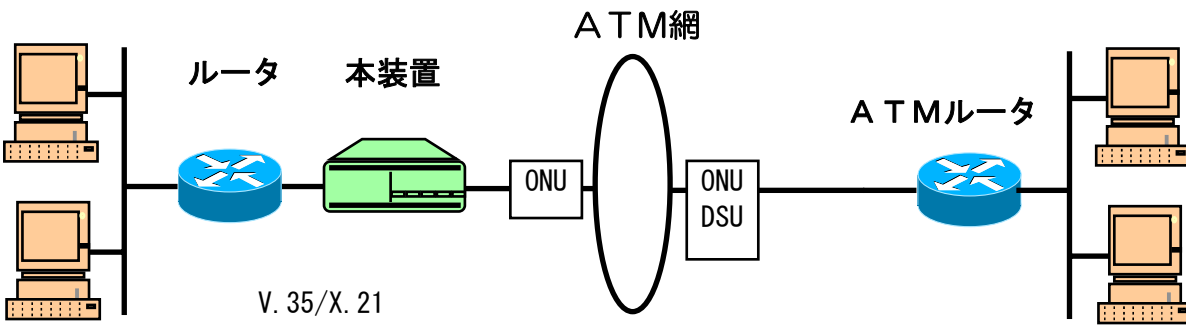 ATM網
ルータ
本装置
ATMルータ
ONU
ONU
DSU
V.35/X.21